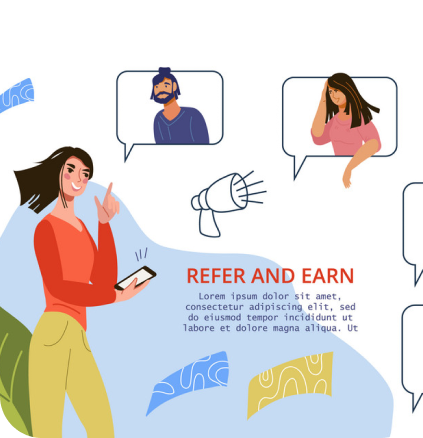 REFER AND EARN
Lorem ipsum dolor sit amet,
consectetur adipiscing elit, sed
do eiusmod tempor incididunt ut
labore et dolore magna aliqua. Ut